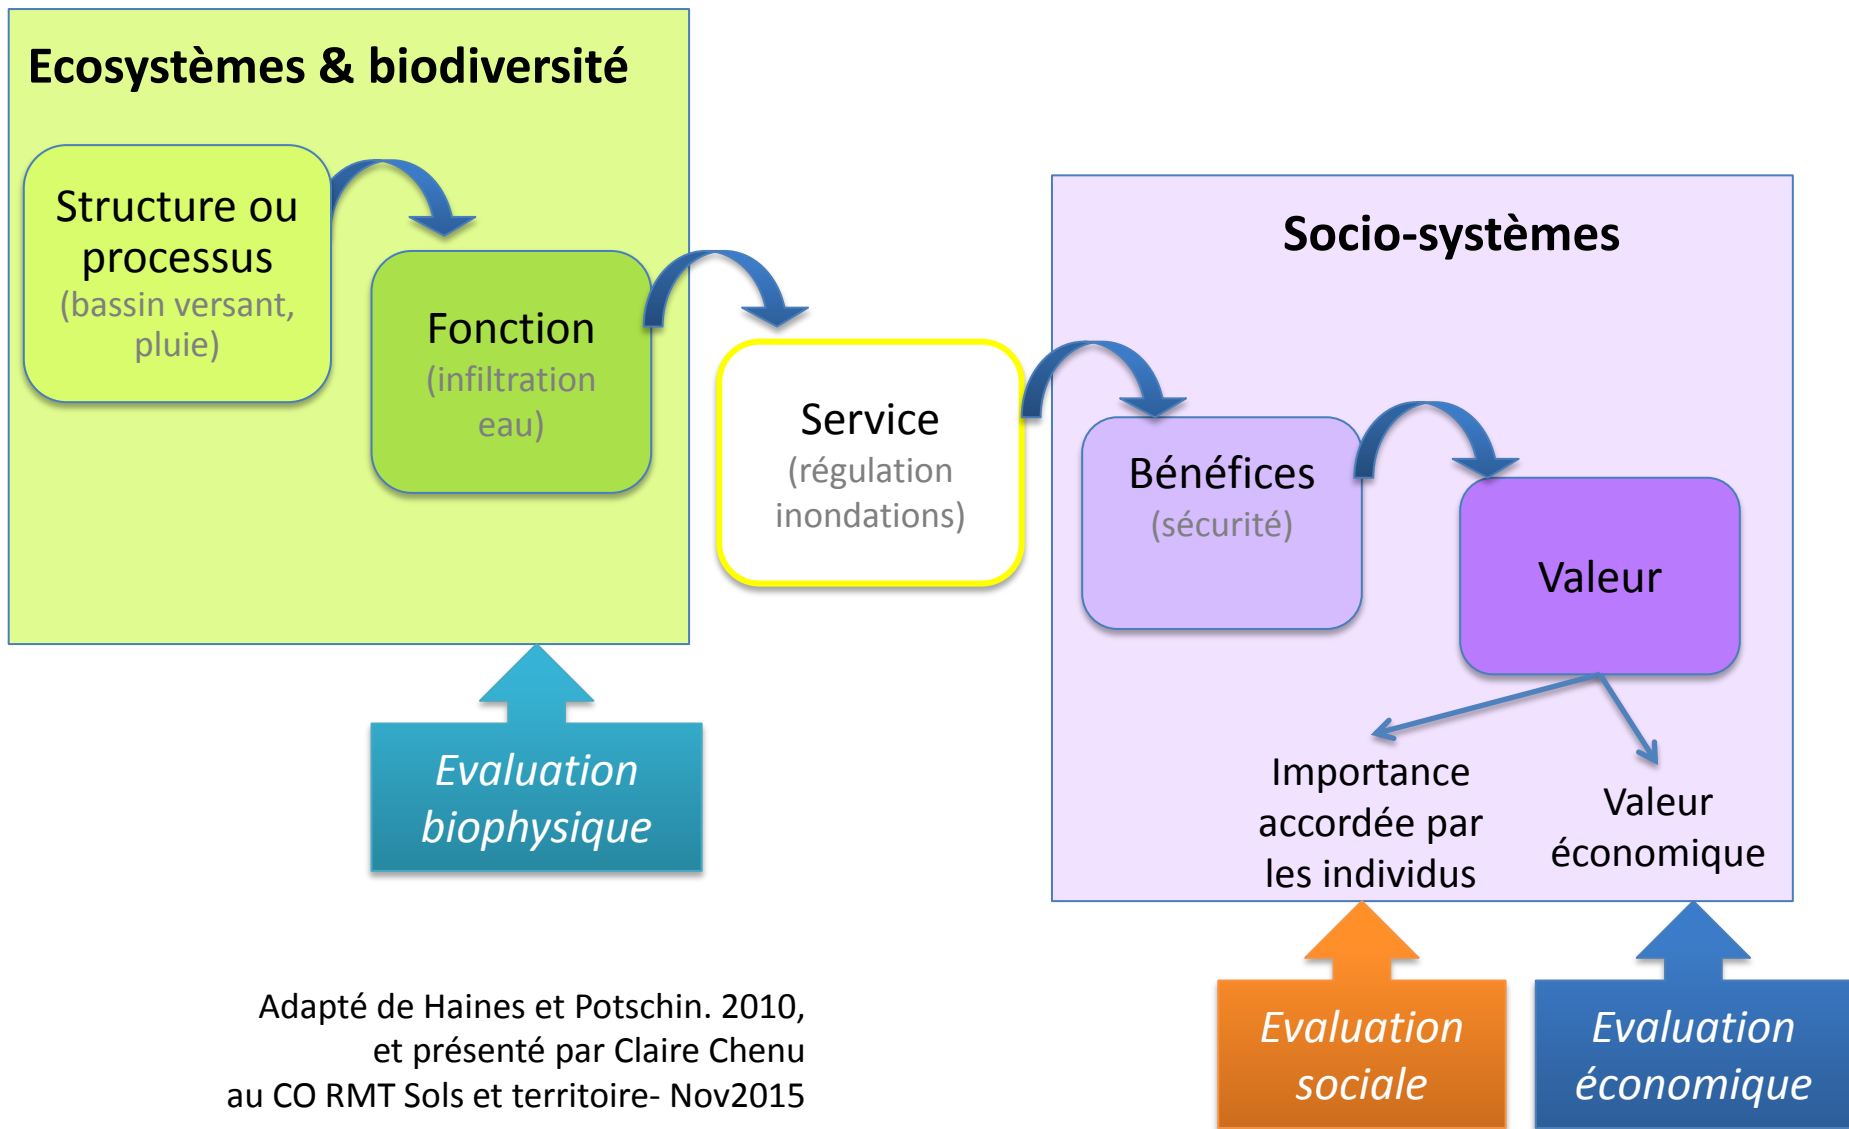 Ecosystèmes & biodiversité
Structure ou
processus
(bassin versant,
pluie)
Fonction
(infiltration
eau)
Service
(régulation
inondations)
Socio-systèmes
Bénéfices
(sécurité)
Valeur
Importance
accordée par
les individus
Valeur
économique
Evaluation
biophysique
Evaluation
sociale
Evaluation
économique
Adapté de Haines et Potschin. 2010,
et présenté par Claire Chenu
au CO RMT Sols et territoire- Nov2015